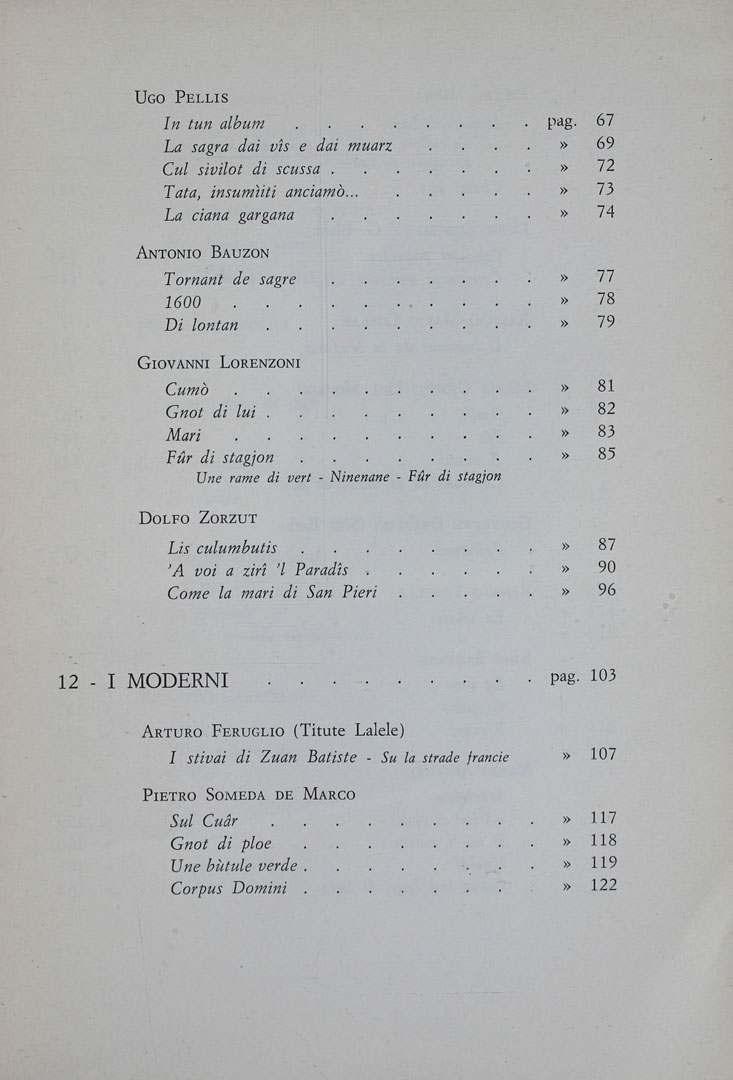 UGO PELLIS
In tun album . . . . . . . . pag. 67
La sagra dai vîs e dai muarz . . . . » 69
Cul sivilot di scussa . . . . . . . » 72
Tata, insumìiti anciamò... . . . . . » 73
La ciana gargana . . . . . . . » 74
ANTONIO BAUZON
Tornant de sagre . . . . . . . » 77
1600 . . . . . . . . . . » 78
Di lontan . . . . . . . . . » 79
GIOVANNI LORENZONI
Cumò . . . . . . . . . . » 81
Gnot di lui . . . . . . . . . » 82
Mari . . . . . . . . . . » 83
Fûr di stagjon . . . . . . . . » 85
Une rame di vert - Ninenane - Fûr di stagjon
DOLFO ZORZUT
Lis culumbutis . . . . . . . . » 87
'A voi a zirî 'l Paradîs . . . . . . » 90
Come la mari di San Pieri . . . . . » 96
12 - I MODERNI . . . . . . . . . pag. 103
ARTURO FERUGLIO (Titute Lalele)
I stivai di Zuan Batiste - Su la strade francie » 107
PIETRO SOMEDA DE MARCO
Sul Cuâr . . . . . . . . . » 117
Gnot di ploe . . . . . . . . » 118
Une bùtule verde . . . . . . . . » 119
Corpus Domini . . . . . . . . » 122